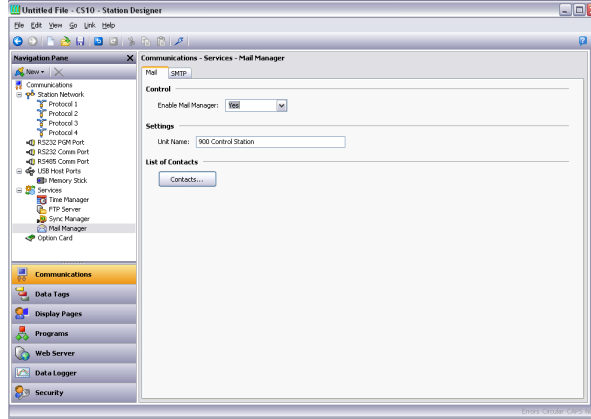 Untitled File - CS10 - Station Designer
File Edit View Go Link Help
Navigation Pane
New
Communications
Station Network
Protocol 1
Protocol 2
Protocol 3
Protocol 4
RS232 PGM Port
RS232 Comm Port
RS485 Comm Port
USB Host Ports
Memory Stick
Services
Time Manager
FTP Server
Sync Manager
Mail Manager
Option Card
Communications
Data Tags
Display Pages
Programs
Web Server
Data Logger
Security
Communications - Services - Mail Manager
Mail SMTP
Control
Enable Mail Manager: Yes
Settings
Unit Name: 900 Control Station
List of Contacts
Contacts...
Errors Circular CAPS